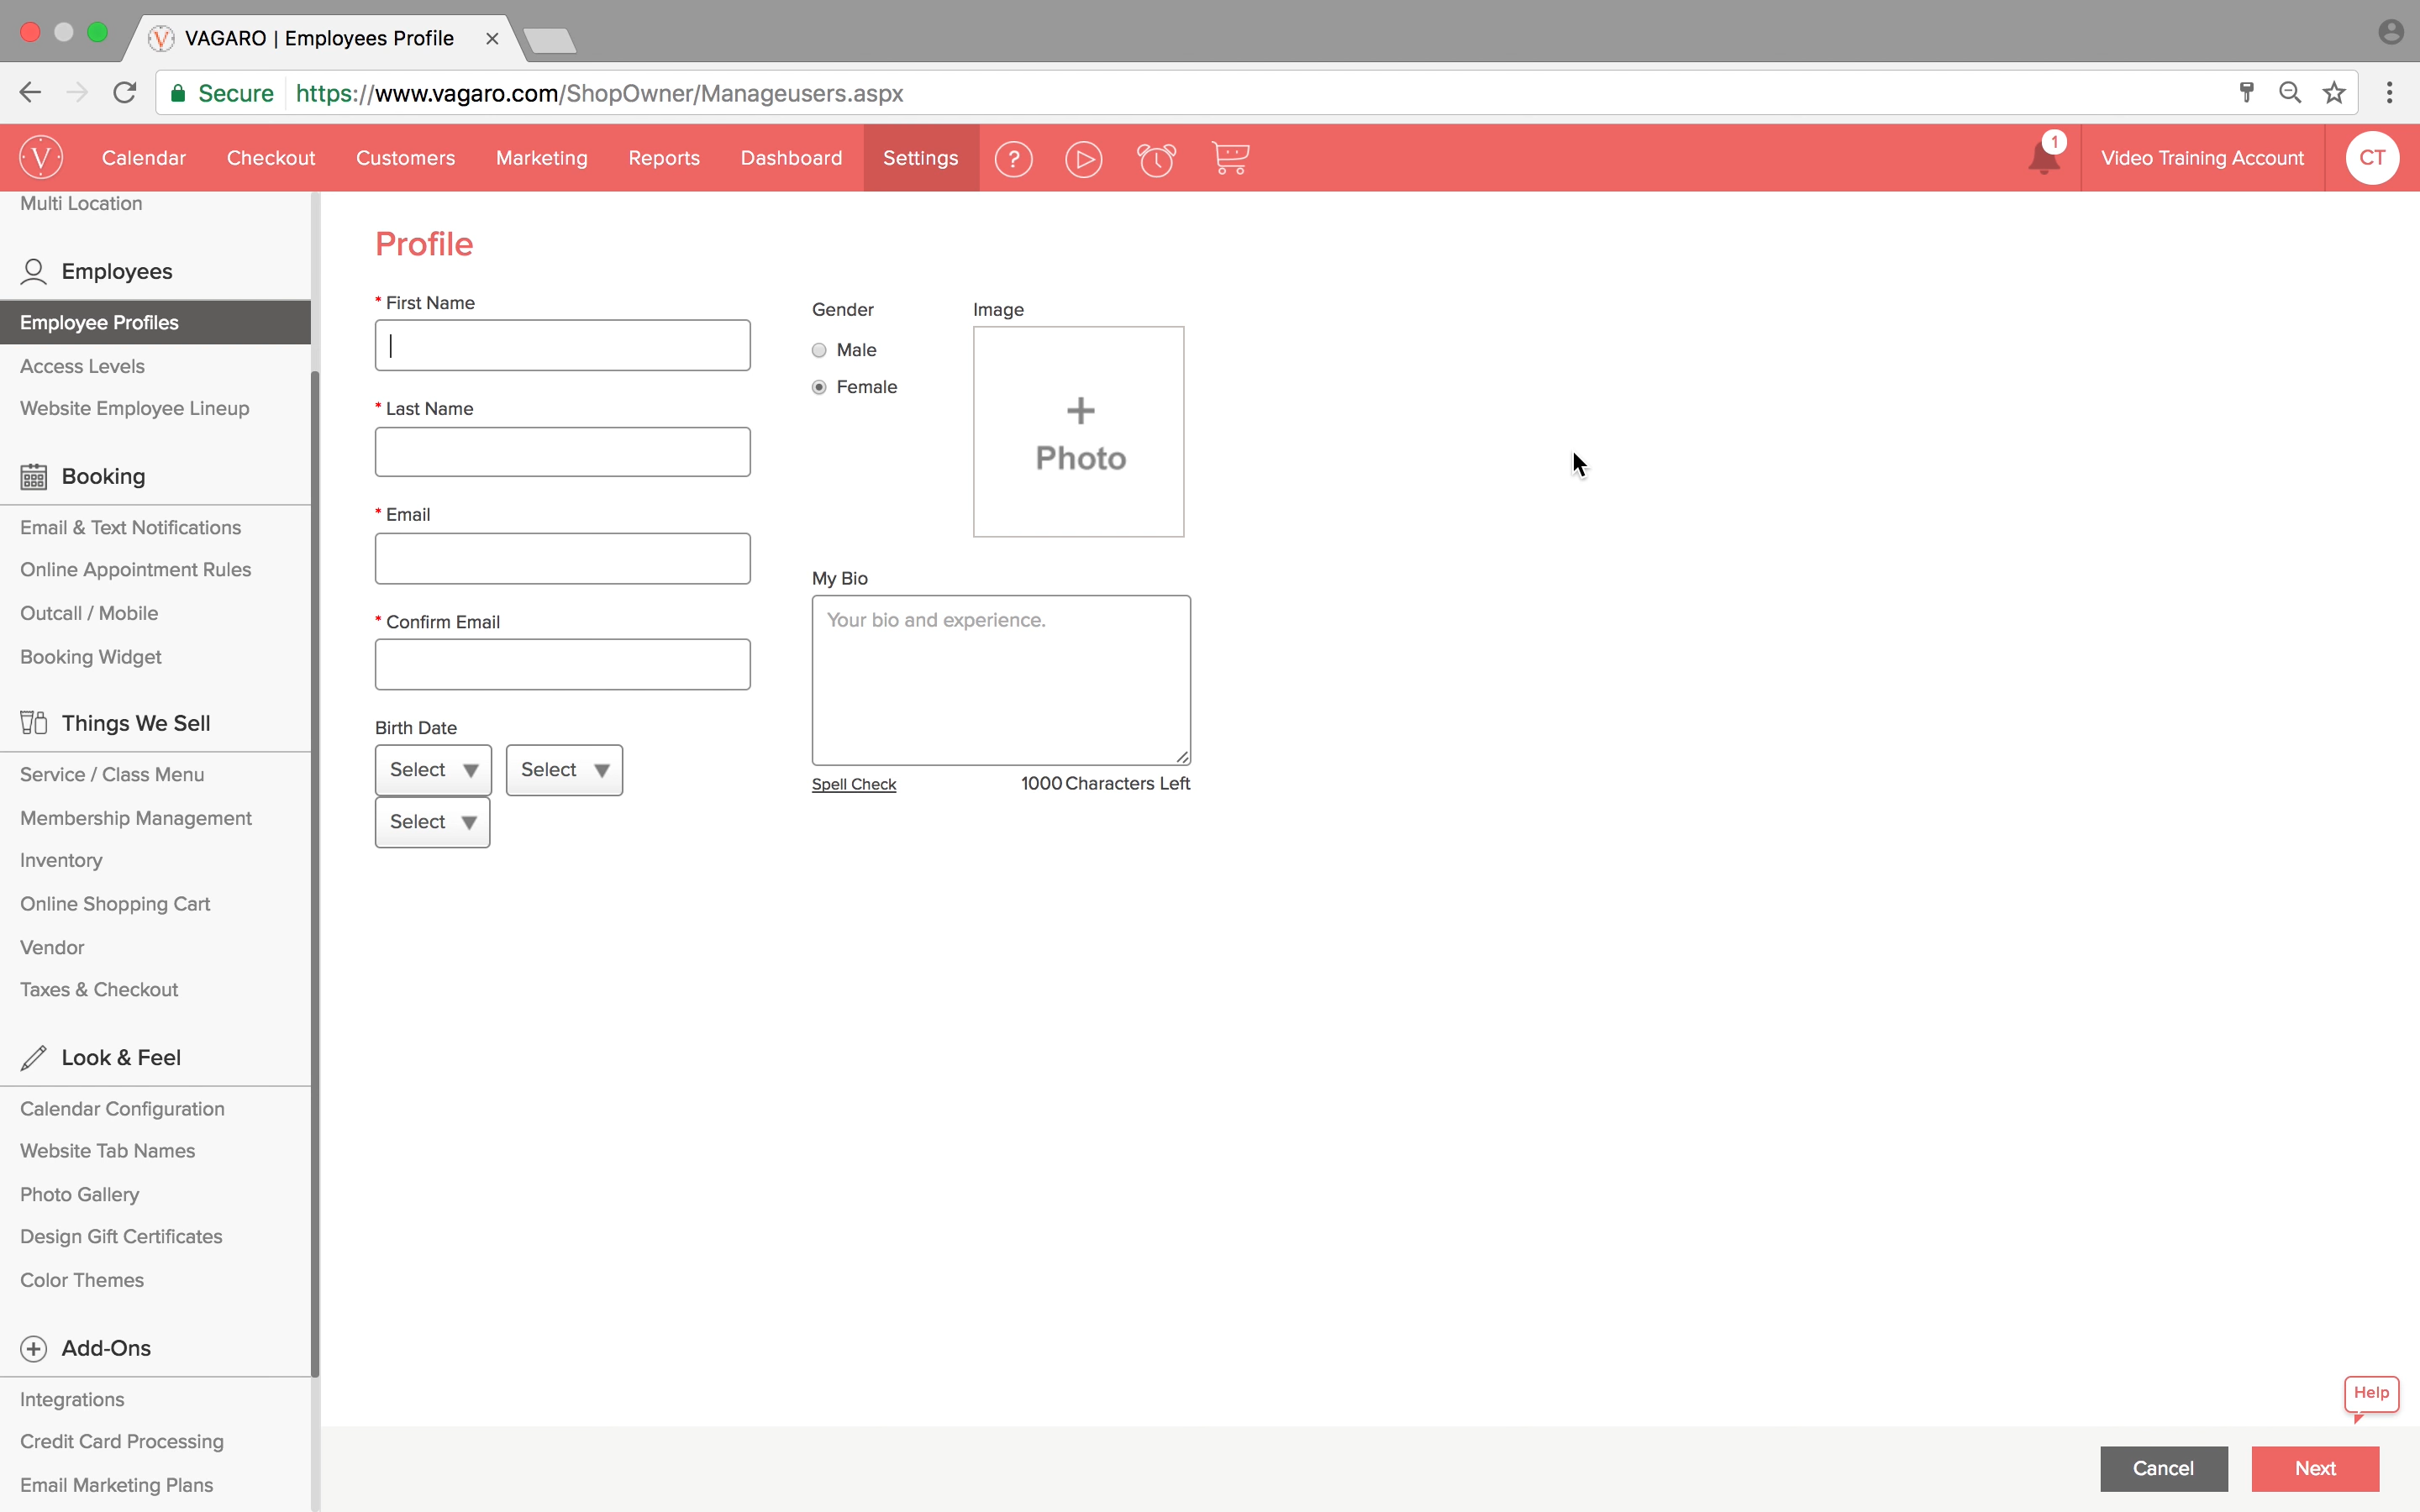 VAGARO | Employees Profile
Secure https://www.vagaro.com/ShopOwner/Manageusers.aspx
V Calendar Checkout Customers Marketing Reports Dashboard Settings ? 1 Video Training Account CT
Multi Location
Employees
Employee Profiles
Access Levels
Website Employee Lineup
Booking
Email & Text Notifications
Online Appointment Rules
Outcall / Mobile
Booking Widget
Things We Sell
Service / Class Menu
Membership Management
Inventory
Online Shopping Cart
Vendor
Taxes & Checkout
Look & Feel
Calendar Configuration
Website Tab Names
Photo Gallery
Design Gift Certificates
Color Themes
Add-Ons
Integrations
Credit Card Processing
Email Marketing Plans
Profile
* First Name
* Last Name
* Email
* Confirm Email
Birth Date
Select Select
Select
Gender
Male
Female
Image
+
Photo
My Bio
Your bio and experience.
Spell Check 1000 Characters Left
Help
Cancel Next